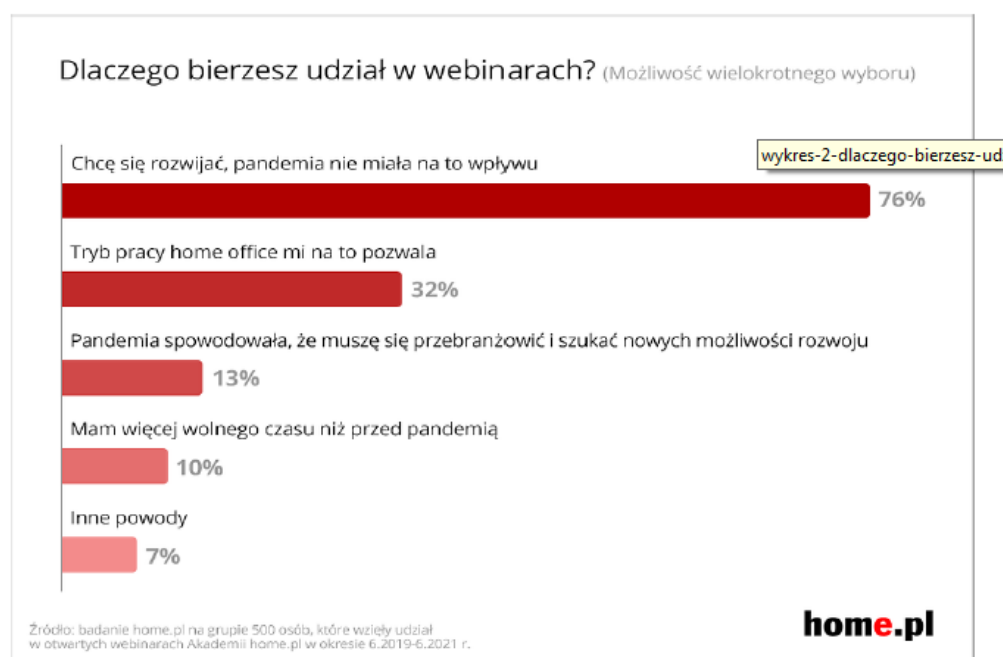 Dlaczego bierzesz udział w webinarach? (Możliwość wielokrotnego wyboru)
wykres-2-dlaczego-bierzesz-ud
Chcę się rozwijać, pandemia nie miała na to wpływu
76%
Tryb pracy home office mi na to pozwala
32%
Pandemia spowodowała, że muszę się przebranżowić i szukać nowych możliwości rozwoju
13%
Mam więcej wolnego czasu niż przed pandemią
10%
Inne powody
7%
Źródło: badanie home.pl na grupie 500 osób, które wzięły udział
w otwartych webinarach Akademii home.pl w okresie 6.2019-6.2021 r.
home.pl